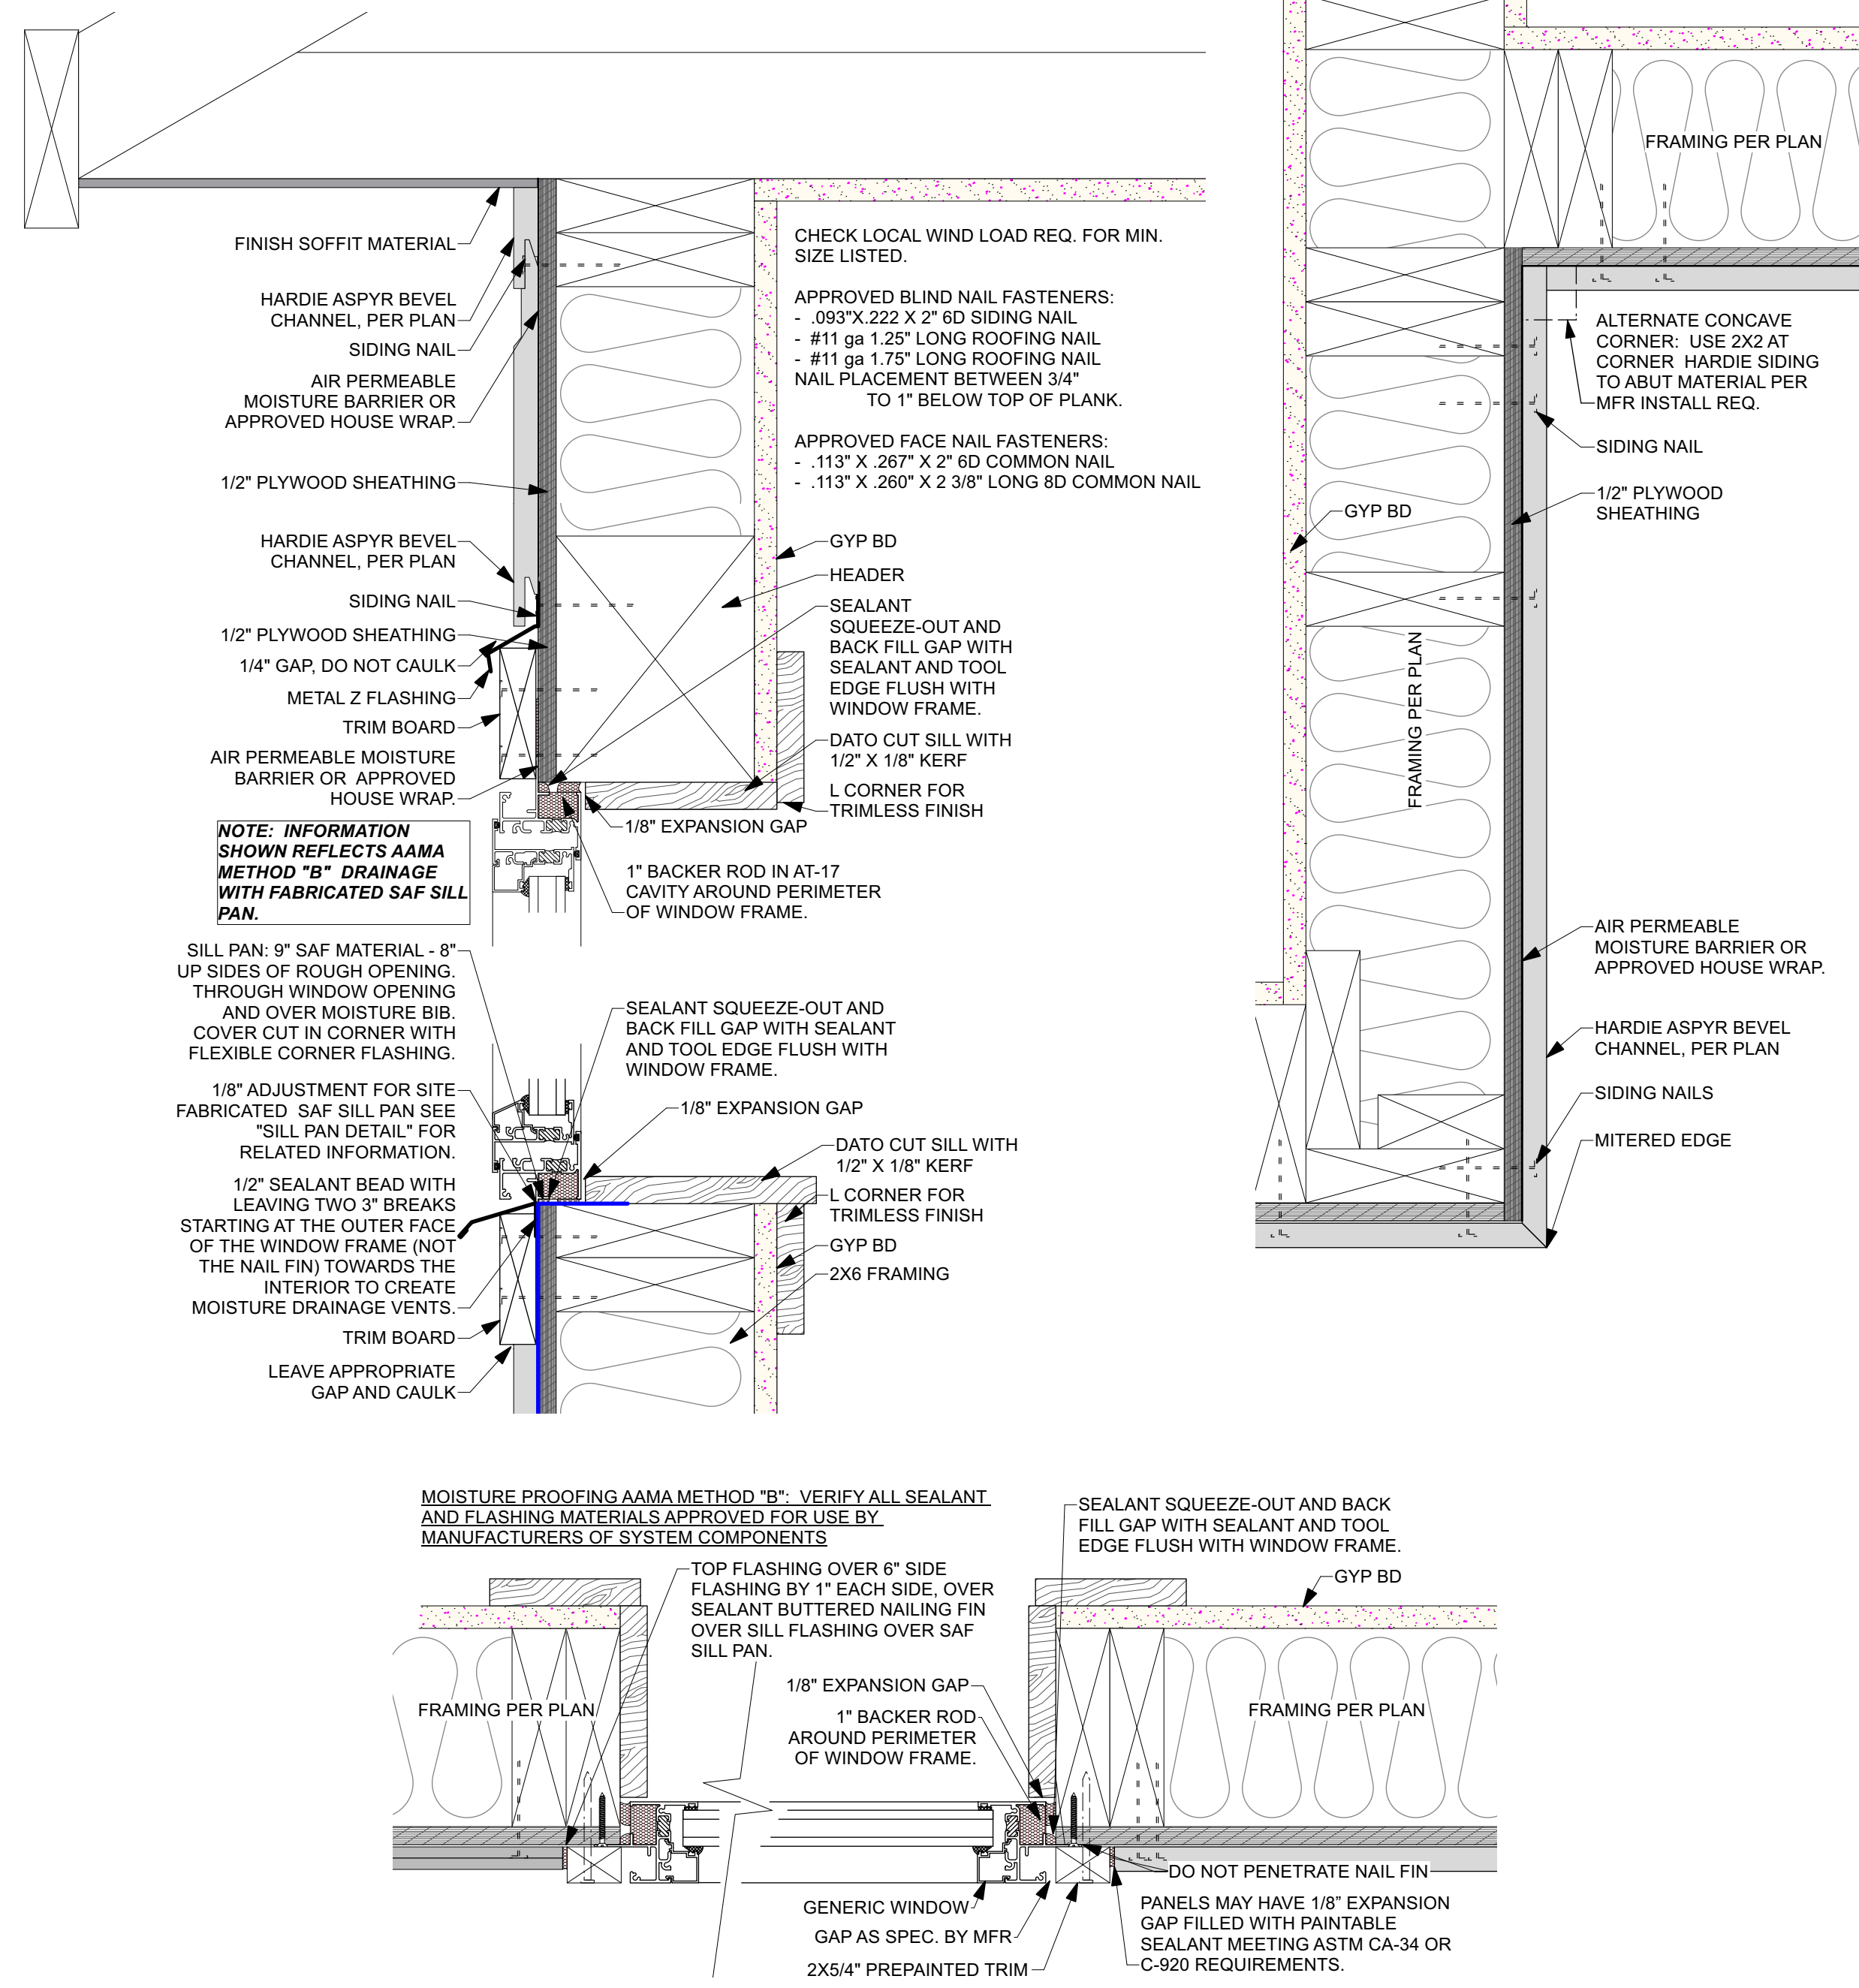 FINISH SOFFIT MATERIAL
HARDIE ASPYR BEVEL
CHANNEL, PER PLAN
SIDING NAIL
AIR PERMEABLE
MOISTURE BARRIER OR
APPROVED HOUSE WRAP.
1/2" PLYWOOD SHEATHING
HARDIE ASPYR BEVEL
CHANNEL, PER PLAN
SIDING NAIL
1/2" PLYWOOD SHEATHING
1/4" GAP, DO NOT CAULK
METAL Z FLASHING
TRIM BOARD
AIR PERMEABLE MOISTURE
BARRIER OR APPROVED
HOUSE WRAP.
NOTE: INFORMATION
SHOWN REFLECTS AAMA
METHOD "B" DRAINAGE
WITH FABRICATED SAF SILL
PAN.
CHECK LOCAL WIND LOAD REQ. FOR MIN.
SIZE LISTED.
APPROVED BLIND NAIL FASTENERS:
- .093"X.222 X 2" 6D SIDING NAIL
- #11 ga 1.25" LONG ROOFING NAIL
- #11 ga 1.75" LONG ROOFING NAIL
NAIL PLACEMENT BETWEEN 3/4"
TO 1" BELOW TOP OF PLANK.
APPROVED FACE NAIL FASTENERS:
- .113" X .267" X 2" 6D COMMON NAIL
- .113" X .260" X 2 3/8" LONG 8D COMMON NAIL
GYP BD
HEADER
SEALANT
SQUEEZE-OUT AND
BACK FILL GAP WITH
SEALANT AND TOOL
EDGE FLUSH WITH
WINDOW FRAME.
DATO CUT SILL WITH
1/2" X 1/8" KERF
L CORNER FOR
TRIMLESS FINISH
1/8" EXPANSION GAP
1" BACKER ROD IN AT-17
CAVITY AROUND PERIMETER
OF WINDOW FRAME.
SILL PAN: 9" SAF MATERIAL - 8"
UP SIDES OF ROUGH OPENING.
THROUGH WINDOW OPENING
AND OVER MOISTURE BIB.
COVER CUT IN CORNER WITH
FLEXIBLE CORNER FLASHING.
1/8" ADJUSTMENT FOR SITE
FABRICATED SAF SILL PAN SEE
"SILL PAN DETAIL" FOR
RELATED INFORMATION.
1/2" SEALANT BEAD WITH
LEAVING TWO 3" BREAKS
STARTING AT THE OUTER FACE
OF THE WINDOW FRAME (NOT
THE NAIL FIN) TOWARDS THE
INTERIOR TO CREATE
MOISTURE DRAINAGE VENTS.
TRIM BOARD
LEAVE APPROPRIATE
GAP AND CAULK
SEALANT SQUEEZE-OUT AND
BACK FILL GAP WITH SEALANT
AND TOOL EDGE FLUSH WITH
WINDOW FRAME.
1/8" EXPANSION GAP
DATO CUT SILL WITH
1/2" X 1/8" KERF
L CORNER FOR
TRIMLESS FINISH
GYP BD
2X6 FRAMING
FRAMING PER PLAN
ALTERNATE CONCAVE
CORNER: USE 2X2 AT
CORNER HARDIE SIDING
TO ABUT MATERIAL PER
MFR INSTALL REQ.
SIDING NAIL
1/2" PLYWOOD
SHEATHING
GYP BD
FRAMING PER PLAN
AIR PERMEABLE
MOISTURE BARRIER OR
APPROVED HOUSE WRAP.
HARDIE ASPYR BEVEL
CHANNEL, PER PLAN
SIDING NAILS
MITERED EDGE
MOISTURE PROOFING AAMA METHOD "B": VERIFY ALL SEALANT
AND FLASHING MATERIALS APPROVED FOR USE BY
MANUFACTURERS OF SYSTEM COMPONENTS
TOP FLASHING OVER 6" SIDE
FLASHING BY 1" EACH SIDE, OVER
SEALANT BUTTERED NAILING FIN
OVER SILL FLASHING OVER SAF
SILL PAN.
SEALANT SQUEEZE-OUT AND BACK
FILL GAP WITH SEALANT AND TOOL
EDGE FLUSH WITH WINDOW FRAME.
GYP BD
1/8" EXPANSION GAP
1" BACKER ROD
AROUND PERIMETER
OF WINDOW FRAME.
FRAMING PER PLAN
FRAMING PER PLAN
DO NOT PENETRATE NAIL FIN
GENERIC WINDOW
GAP AS SPEC. BY MFR
2X5/4" PREPAINTED TRIM
PANELS MAY HAVE 1/8” EXPANSION
GAP FILLED WITH PAINTABLE
SEALANT MEETING ASTM CA-34 OR
C-920 REQUIREMENTS.